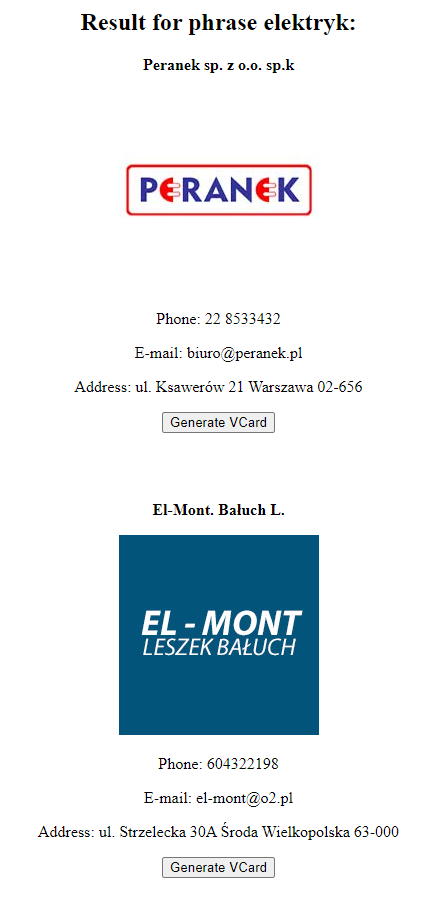 Result for phrase elektryk:
Peranek sp. z o.o. sp.k
PERANEK
Phone: 22 8533432
E-mail: biuro@peranek.pl
Address: ul. Ksawerów 21 Warszawa 02-656
Generate VCard
El-Mont. Bałuch L.
EL - MONT
LESZEK BAŁUCH
Phone: 604322198
E-mail: el-mont@o2.pl
Address: ul. Strzelecka 30A Środa Wielkopolska 63-000
Generate VCard